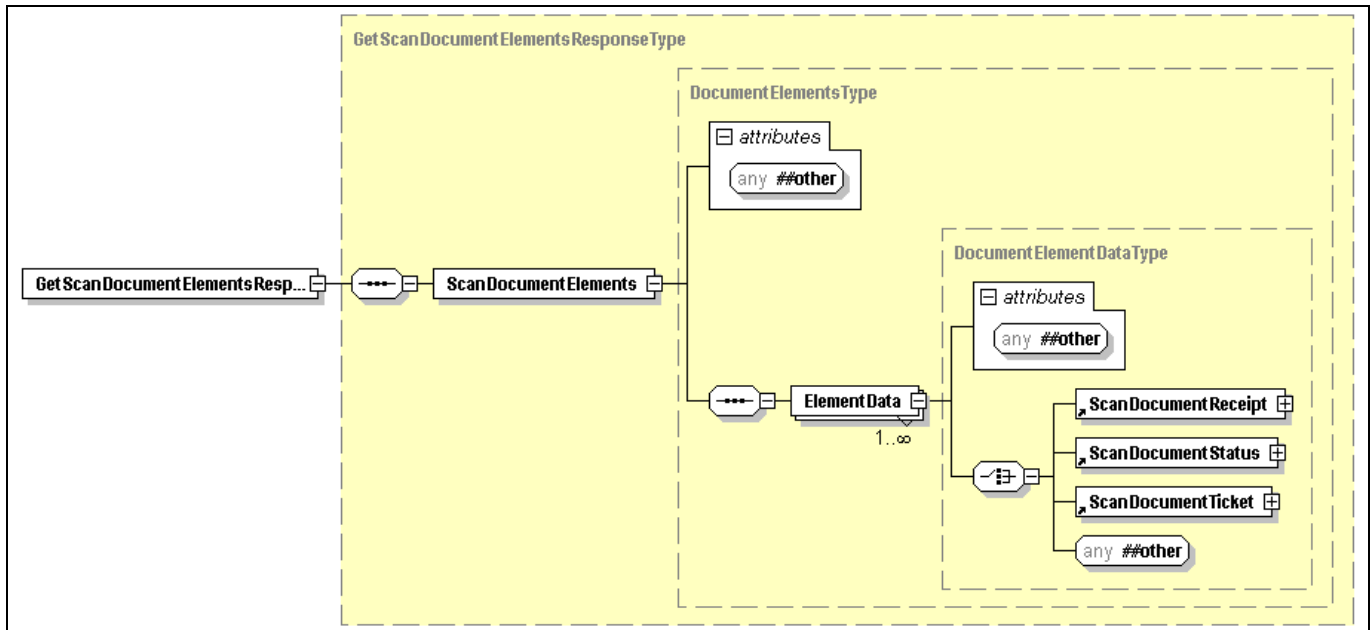 GetScanDocumentElementsResponseType
DocumentElementsType
attributes
any ##other
DocumentElementDataType
GetScanDocumentElementsResp...
ScanDocumentElements
attributes
any ##other
ElementData
1..∞
ScanDocumentReceipt
ScanDocumentStatus
ScanDocumentTicket
any ##other